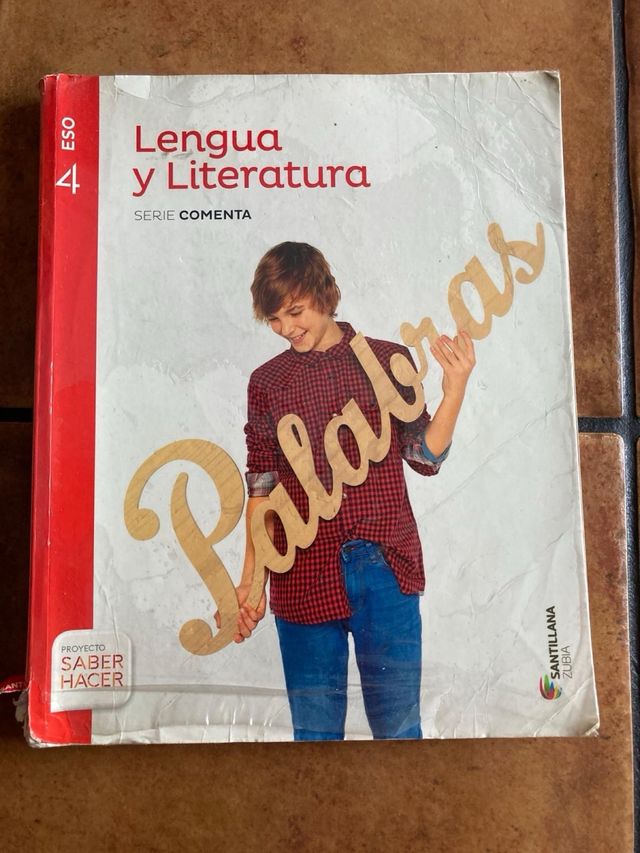 4 ESO
Lengua
y Literatura
SERIE COMENTA
Palabras
PROYECTO
SABER
HACER
SANTILLANA
ZUBIA